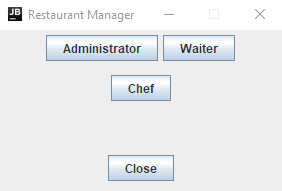 JB Restaurant Manager
Administrator Waiter
Chef
Close